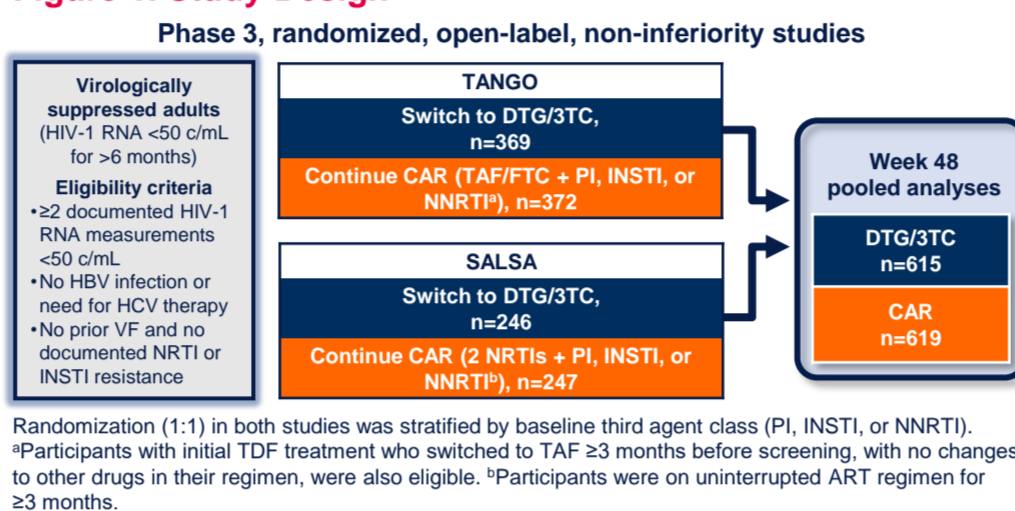 Phase 3, randomized, open-label, non-inferiority studies
Virologically
suppressed adults
(HIV-1 RNA <50 c/mL
for >6 months)
Eligibility criteria
•≥2 documented HIV-1
RNA measurements
<50 c/mL
•No HBV infection or
need for HCV therapy
•No prior VF and no
documented NRTI or
INSTI resistance
TANGO
Switch to DTG/3TC,
n=369
Continue CAR (TAF/FTC + PI, INSTI, or
NNRTIᵃ), n=372
SALSA
Switch to DTG/3TC,
n=246
Continue CAR (2 NRTIs + PI, INSTI, or
NNRTIᵇ), n=247
Week 48
pooled analyses
DTG/3TC
n=615
CAR
n=619
Randomization (1:1) in both studies was stratified by baseline third agent class (PI, INSTI, or NNRTI).
ᵃParticipants with initial TDF treatment who switched to TAF ≥3 months before screening, with no changes
to other drugs in their regimen, were also eligible. ᵇParticipants were on uninterrupted ART regimen for
≥3 months.